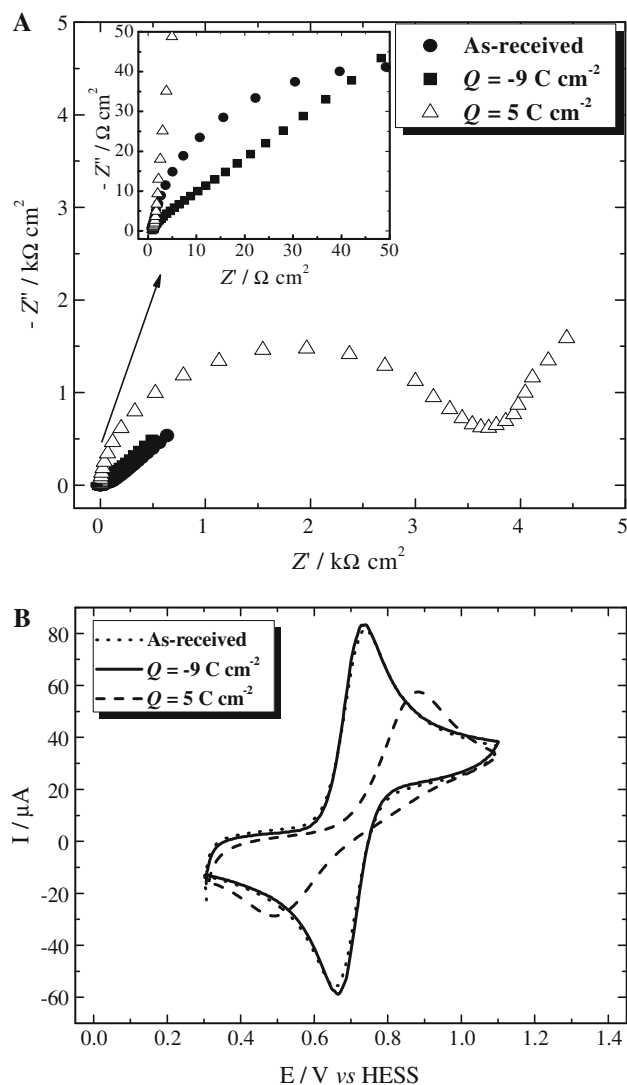 A
As-received
Q = -9 C cm-2
Q = 5 C cm-2
- Z'' / kΩ cm2
5
4
3
2
1
0
0 1 2 3 4 5
Z' / kΩ cm2
- Z'' / Ω cm2
50
40
30
20
10
0
0 10 20 30 40 50
Z' / Ω cm2
B
As-received
Q = -9 C cm-2
Q = 5 C cm-2
I / μA
80
60
40
20
0
-20
-40
-60
0.0 0.2 0.4 0.6 0.8 1.0 1.2 1.4
E / V vs HESS